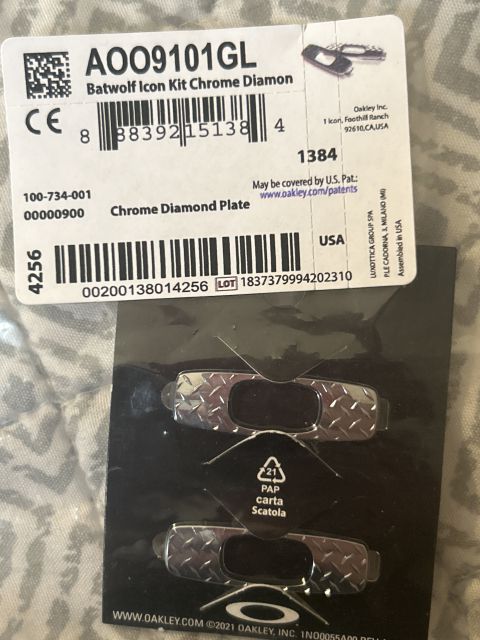 AOO9101GL
Batwolf Icon Kit Chrome Diamon
CE
8 88392 15138 4
Oakley Inc.
1 Icon, Foothill Ranch
92610,CA,USA
1384
100-734-001
00000900
Chrome Diamond Plate
May be covered by U.S. Pat.:
www.oakley.com/patents
4256
USA
00200138014256 LOT 1837379994202310
LUXOTTICA GROUP SPA
P.LE CADORNA, 3, MILANO (MI)
Assembled in USA
21
PAP
carta
Scatola
WWW.OAKLEY.COM ©2021 OAKLEY, INC. 1N00055A00